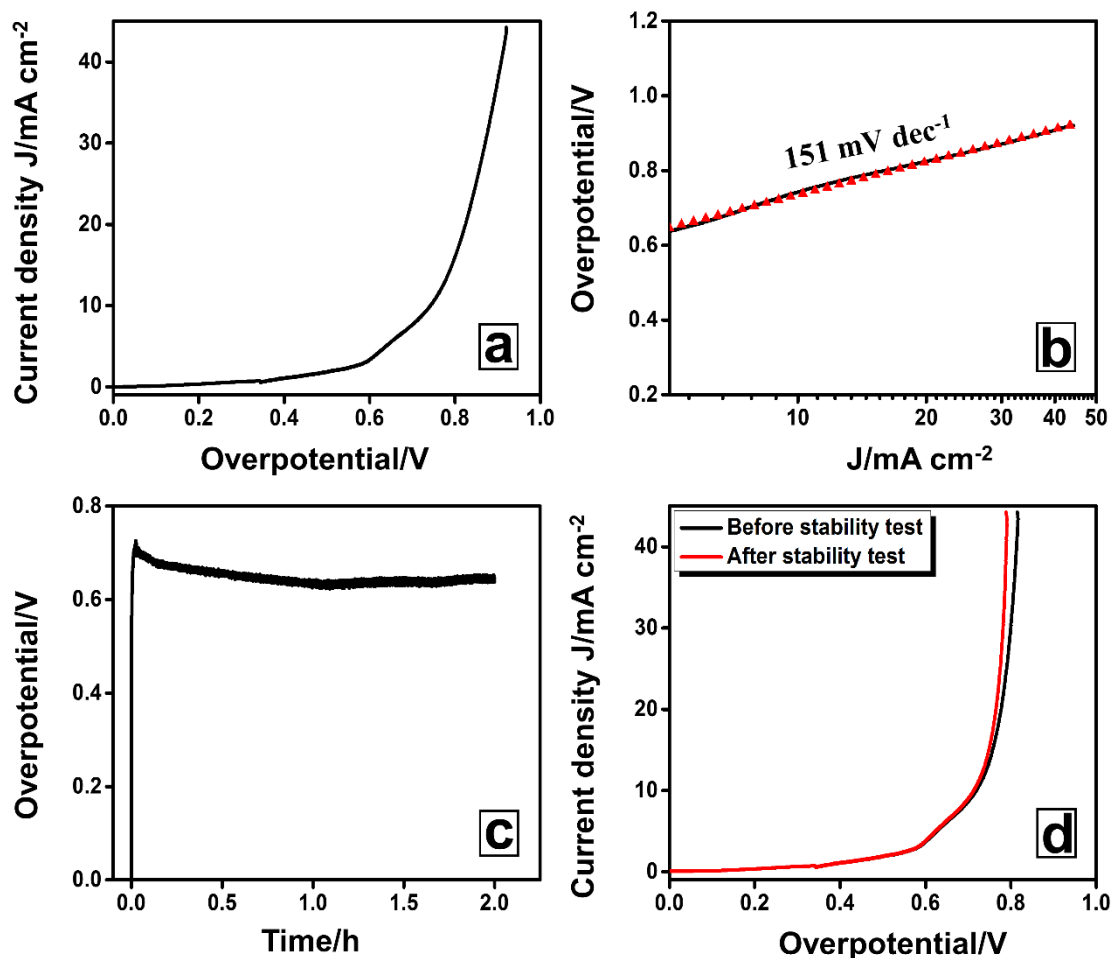 Current density J/mA cm⁻²
40
30
20
10
0
0.0 0.2 0.4 0.6 0.8 1.0
Overpotential/V
a
Overpotential/V
1.2
1.0
0.8
0.6
0.4
0.2
151 mV dec⁻¹
10 20 30 40 50
J/mA cm⁻²
b
Overpotential/V
0.8
0.6
0.4
0.2
0.0
0.0 0.5 1.0 1.5 2.0
Time/h
c
Current density J/mA cm⁻²
40
30
20
10
0
Before stability test
After stability test
0.0 0.2 0.4 0.6 0.8 1.0
Overpotential/V
d